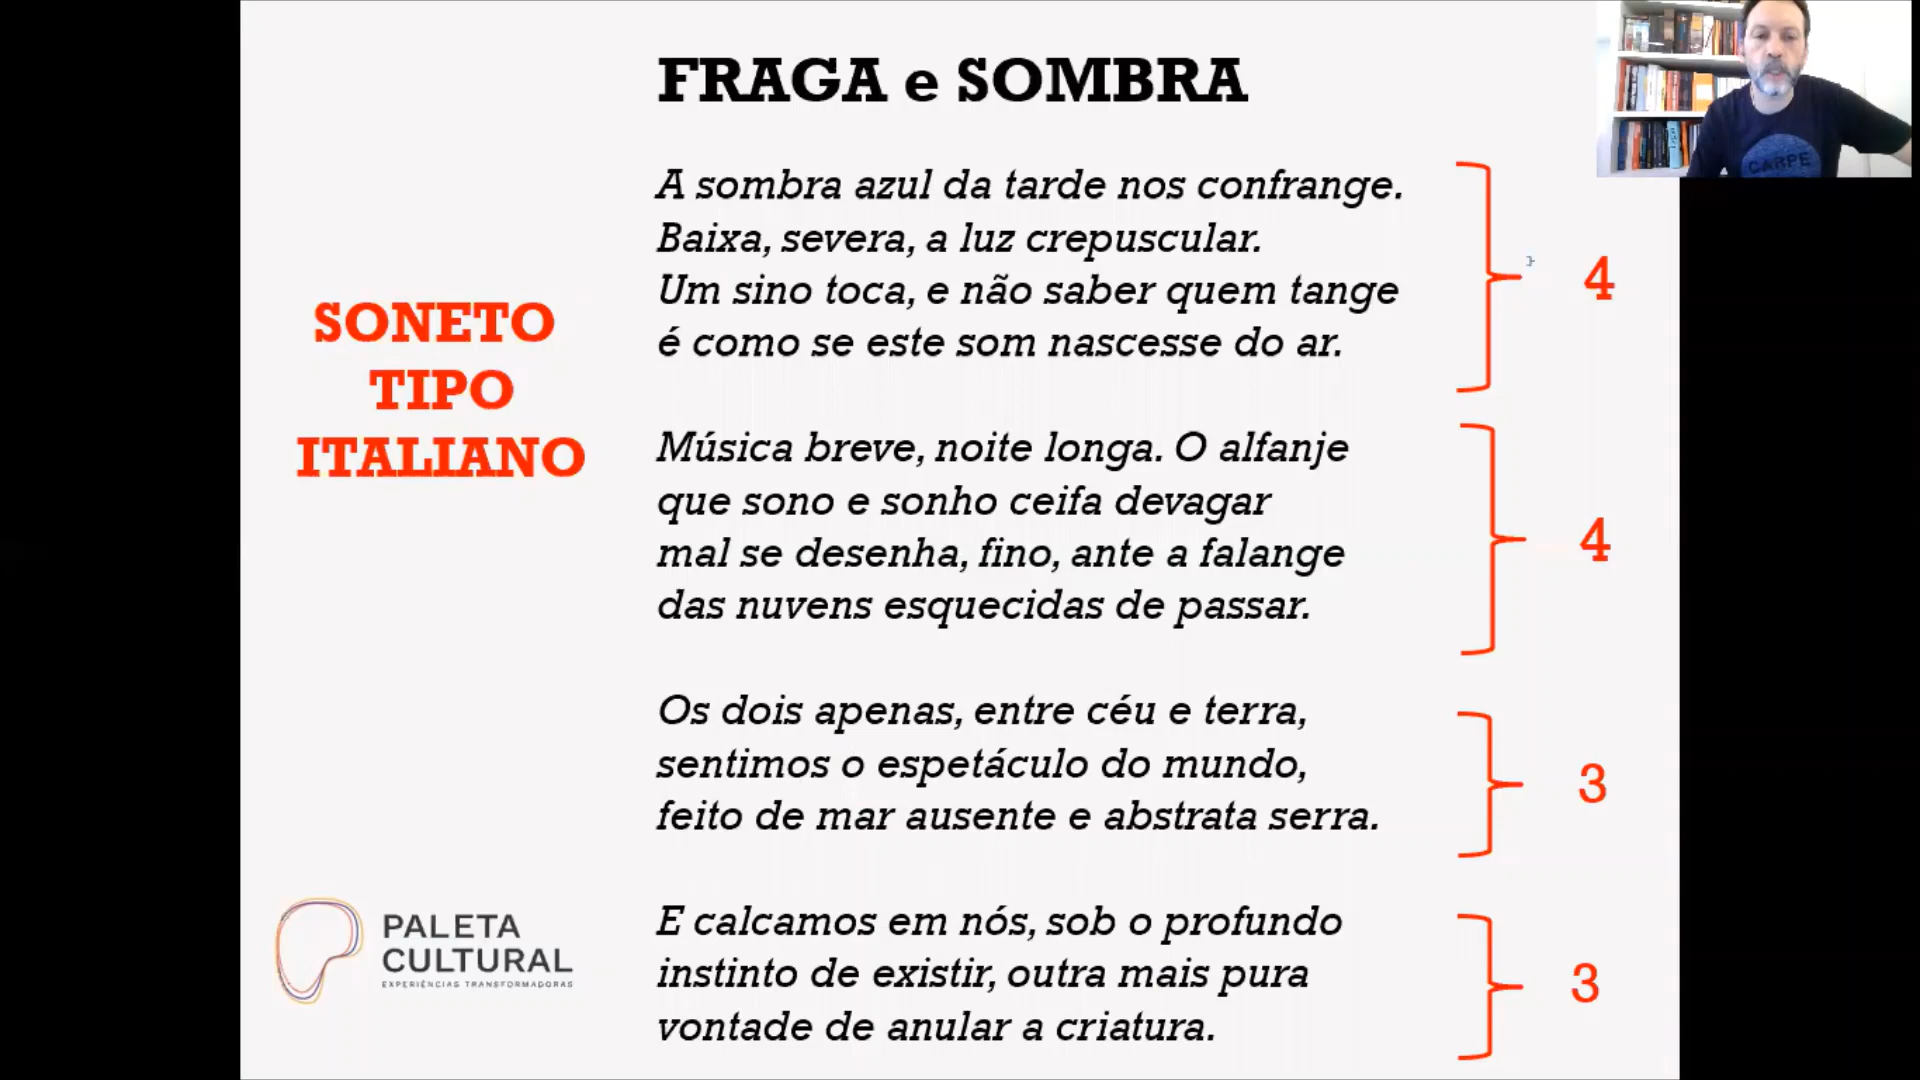 FRAGA e SOMBRA
A sombra azul da tarde nos confrange.
Baixa, severa, a luz crepuscular.
Um sino toca, e não saber quem tange
é como se este som nascesse do ar.
4
Música breve, noite longa. O alfanje
que sono e sonho ceifa devagar
mal se desenha, fino, ante a falange
das nuvens esquecidas de passar.
4
Os dois apenas, entre céu e terra,
sentimos o espetáculo do mundo,
feito de mar ausente e abstrata serra.
3
E calcamos em nós, sob o profundo
instinto de existir, outra mais pura
vontade de anular a criatura.
3
SONETO
TIPO
ITALIANO
PALETA
CULTURAL
EXPERIÊNCIAS TRANSFORMADORAS
CARPE